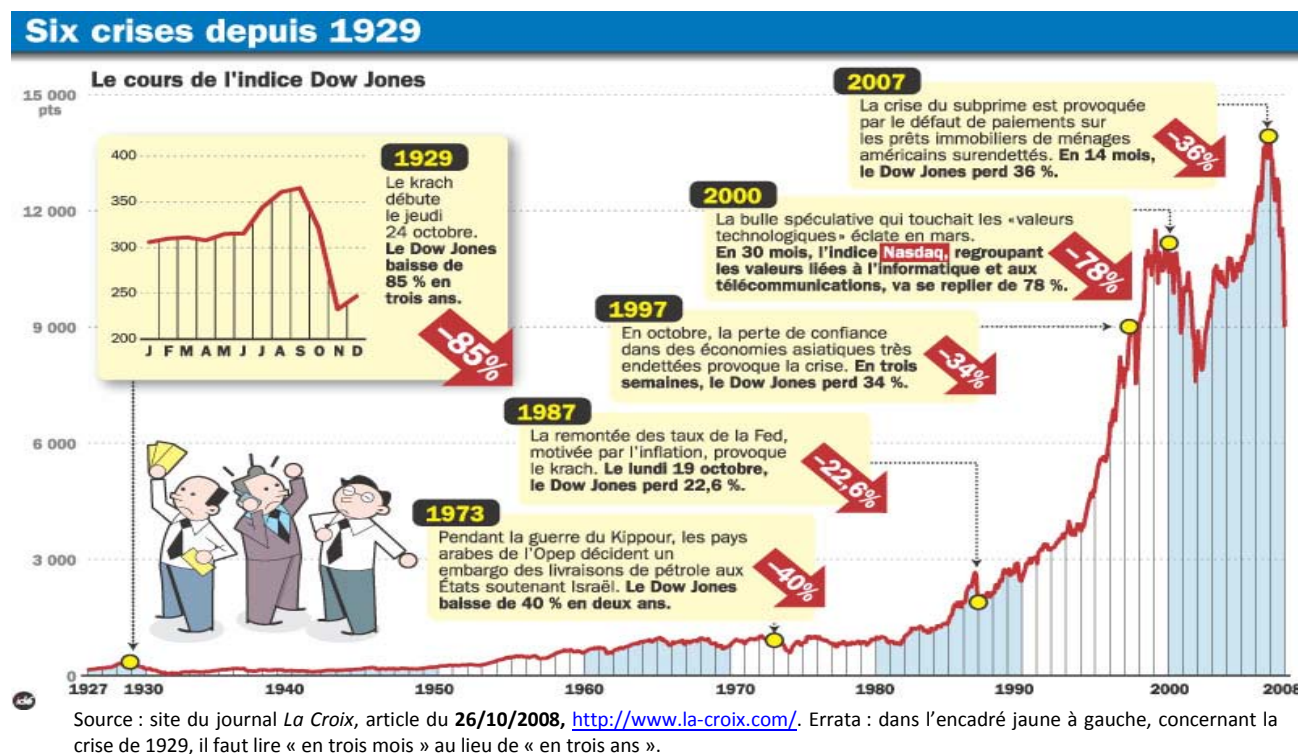 Six crises depuis 1929
Le cours de l'indice Dow Jones
15 000
pts
12 000
9 000
6 000
3 000
0
400
350
300
250
200
J F M A M J J A S O N D
1929
Le krach
débute
le jeudi
24 octobre.
Le Dow Jones
baisse de
85 % en
trois ans.
–85%
2007
La crise du subprime est provoquée
par le défaut de paiements sur
les prêts immobiliers de ménages
américains surendettés. En 14 mois,
le Dow Jones perd 36 %.
–36%
2000
La bulle spéculative qui touchait les «valeurs
technologiques» éclate en mars.
En 30 mois, l'indice Nasdaq, regroupant
les valeurs liées à l'informatique et aux
télécommunications, va se replier de 78 %.
–78%
1997
En octobre, la perte de confiance
dans des économies asiatiques très
endettées provoque la crise. En trois
semaines, le Dow Jones perd 34 %.
–34%
1987
La remontée des taux de la Fed,
motivée par l'inflation, provoque
le krach. Le lundi 19 octobre,
le Dow Jones perd 22,6 %.
–22,6%
1973
Pendant la guerre du Kippour, les pays
arabes de l'Opep décident un
embargo des livraisons de pétrole aux
États soutenant Israël. Le Dow Jones
baisse de 40 % en deux ans.
–40%
1927 1930 1940 1950 1960 1970 1980 1990 2000 2008
idé
Source : site du journal La Croix, article du 26/10/2008, http://www.la-croix.com/. Errata : dans l'encadré jaune à gauche, concernant la
crise de 1929, il faut lire « en trois mois » au lieu de « en trois ans ».